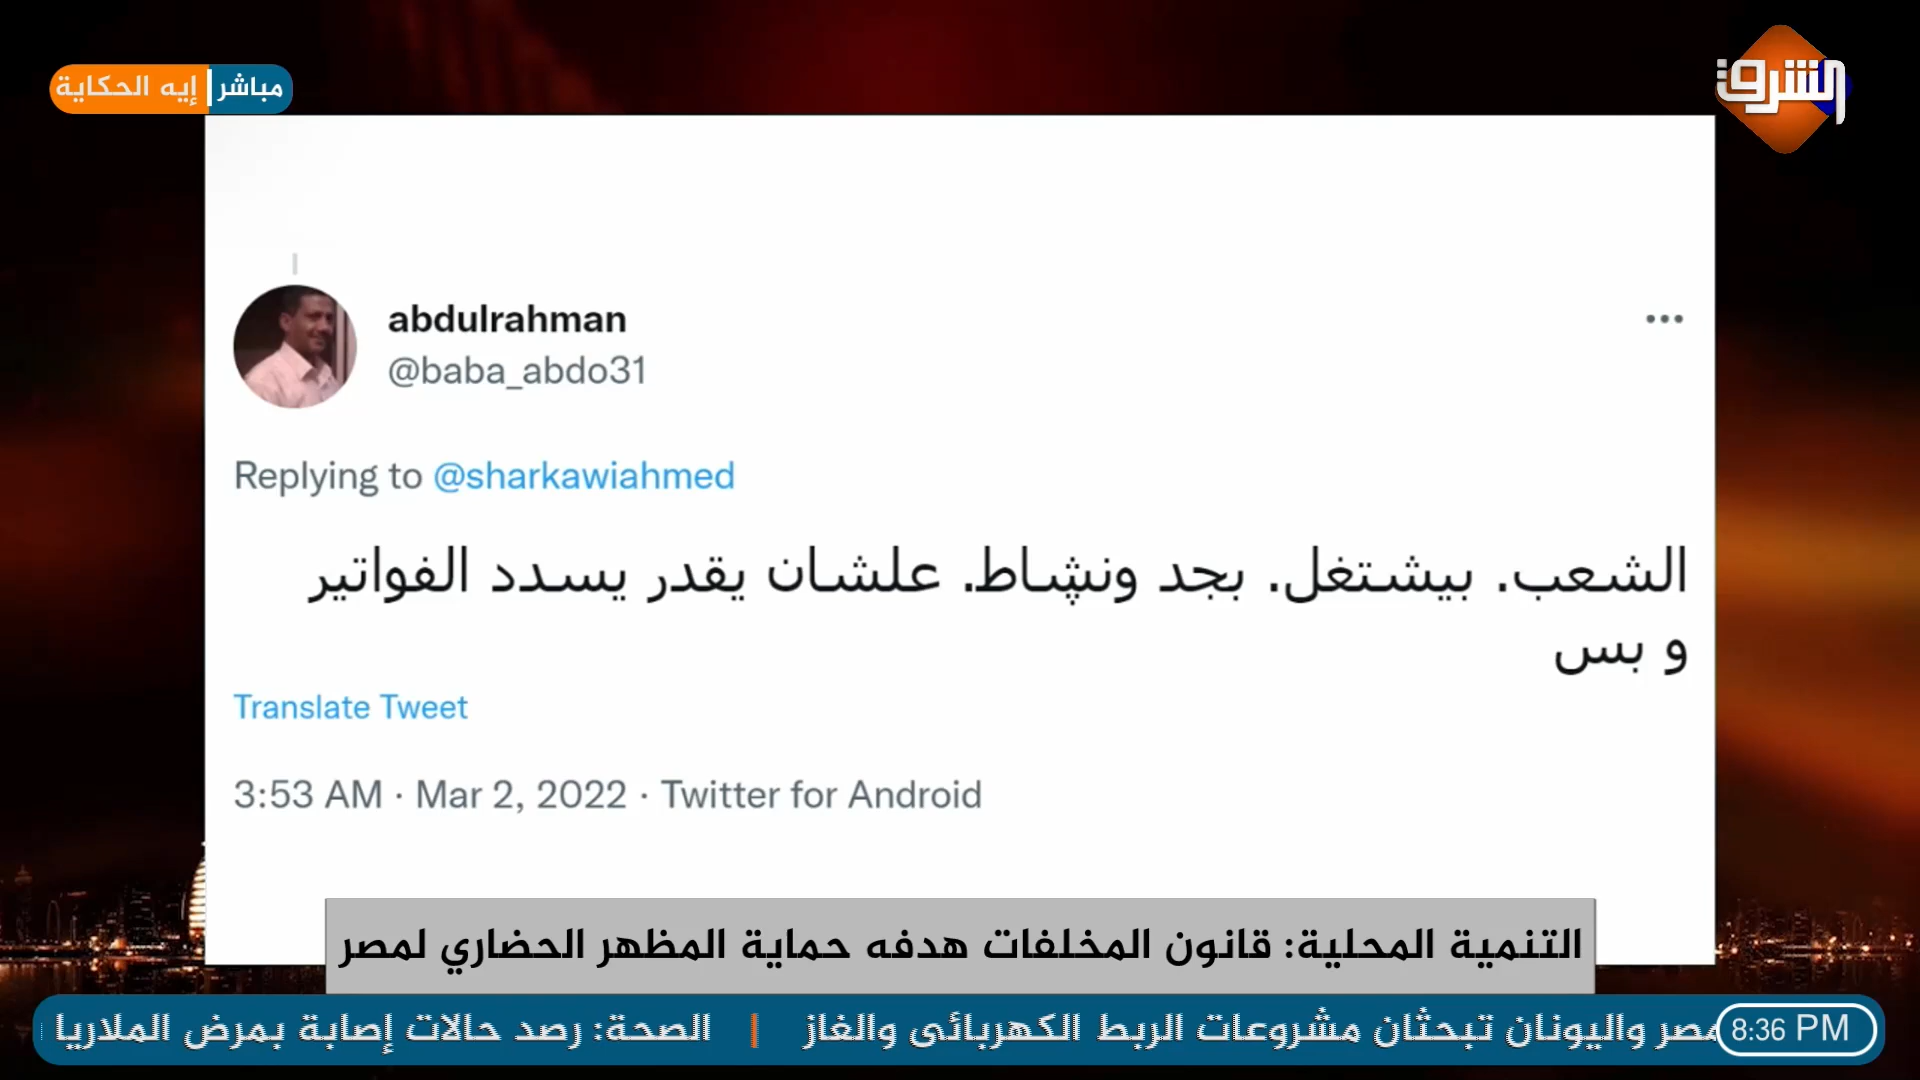 مباشر إيه الحكاية
الشرق
abdulrahman
@baba_abdo31
Replying to @sharkawiahmed
الشعب. بيشتغل. بجد ونشاط. علشان يقدر يسدد الفواتير
و بس
Translate Tweet
3:53 AM · Mar 2, 2022 · Twitter for Android
التنمية المحلية: قانون المخلفات هدفه حماية المظهر الحضاري لمصر
8:36 PM
مصر واليونان تبحثان مشروعات الربط الكهربائى والغاز | الصحة: رصد حالات إصابة بمرض الملاريا